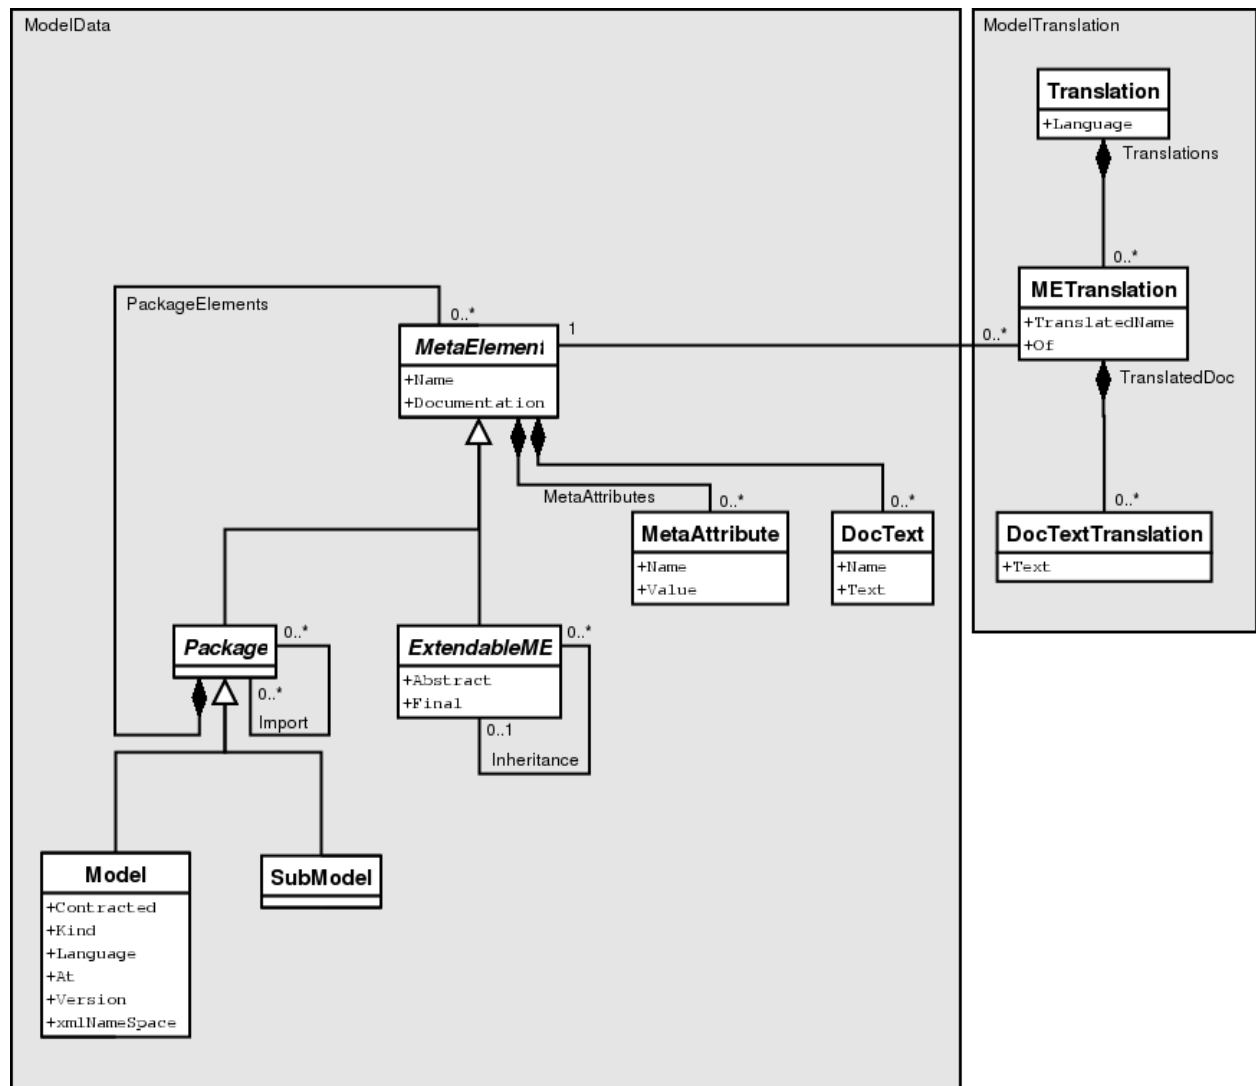 ModelData
ModelTranslation
Translation
+Language
Translations
0..*
METranslation
+TranslatedName
+Of
PackageElements
0..*
1
0..*
MetaElement
+Name
+Documentation
TranslatedDoc
MetaAttributes
0..*
0..*
0..*
MetaAttribute
+Name
+Value
DocText
+Name
+Text
DocTextTranslation
+Text
Package
0..*
0..*
Import
ExtendableME
+Abstract
+Final
0..*
0..1
Inheritance
Model
+Contracted
+Kind
+Language
+At
+Version
+xmlNameSpace
SubModel